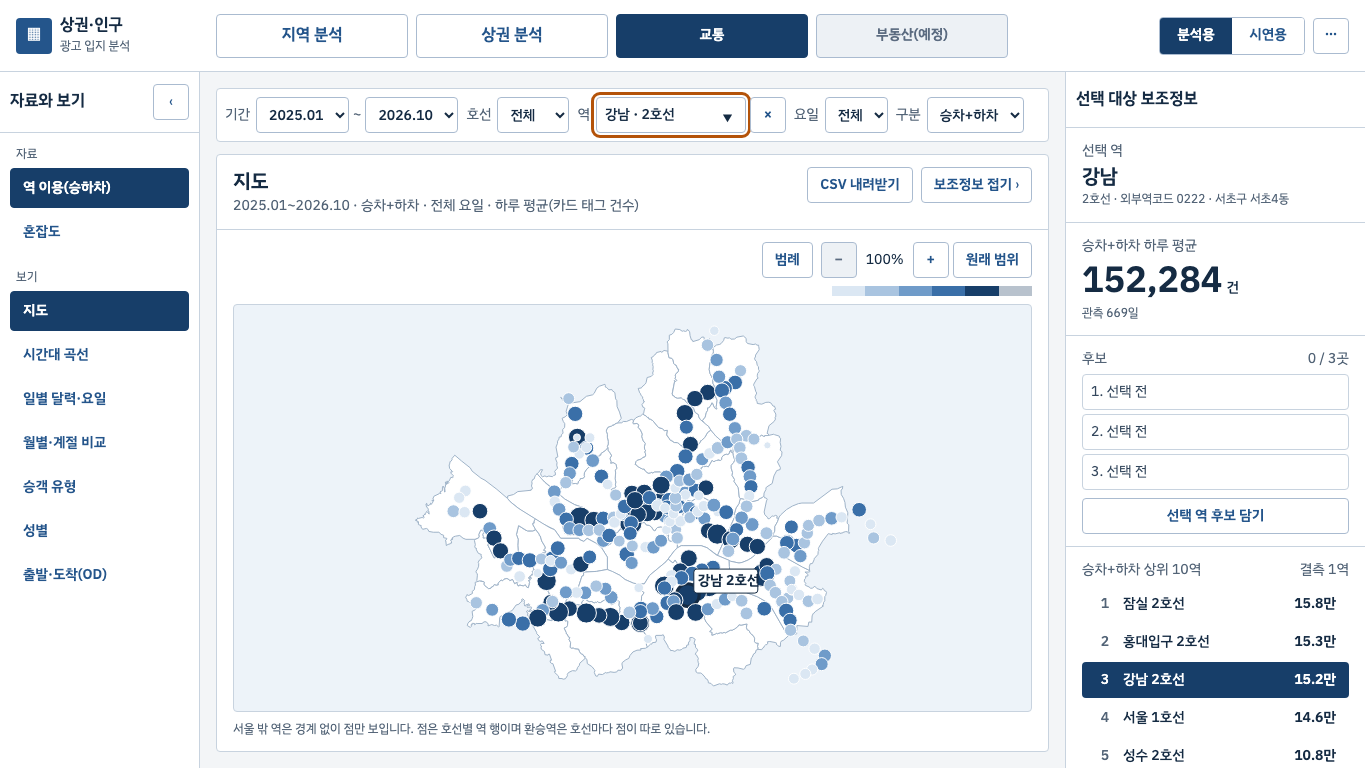 상권·인구
광고 입지 분석
지역 분석
상권 분석
교통
부동산(예정)
분석용
시연용
···
자료와 보기
‹
자료
역 이용(승하차)
혼잡도
보기
지도
시간대 곡선
일별 달력·요일
월별·계절 비교
승객 유형
성별
출발·도착(OD)
기간 2025.01 ~ 2026.10 호선 전체 역 강남 · 2호선 × 요일 전체 구분 승차+하차
지도
2025.01~2026.10 · 승차+하차 · 전체 요일 · 하루 평균(카드 태그 건수)
CSV 내려받기
보조정보 접기 ›
범례 − 100% + 원래 범위
강남 2호선
서울 밖 역은 경계 없이 점만 보입니다. 점은 호선별 역 행이며 환승역은 호선마다 점이 따로 있습니다.
선택 대상 보조정보
선택 역
강남
2호선 · 외부역코드 0222 · 서초구 서초4동
승차+하차 하루 평균
152,284 건
관측 669일
후보 0 / 3곳
1. 선택 전
2. 선택 전
3. 선택 전
선택 역 후보 담기
승차+하차 상위 10역 결측 1역
1 잠실 2호선 15.8만
2 홍대입구 2호선 15.3만
3 강남 2호선 15.2만
4 서울 1호선 14.6만
5 성수 2호선 10.8만